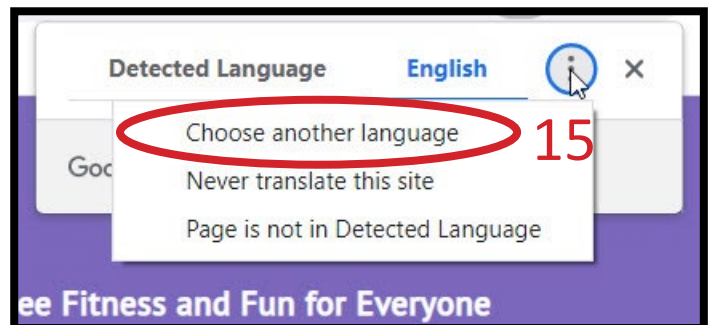 Detected Language English
Choose another language 15
Goo
Never translate this site
Page is not in Detected Language
ee Fitness and Fun for Everyone